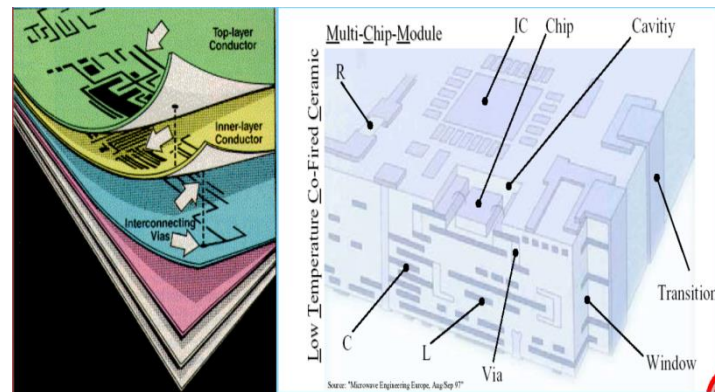 Top-layer
Conductor
Inner-layer
Conductor
Interconnecting
Vias
Multi-Chip-Module
Low Temperature Co-Fired Ceramic
R
IC
Chip
Cavitiy
Transition
Window
Via
L
C
Source: "Microwave Engineering Europe, Aug/Sep 97"